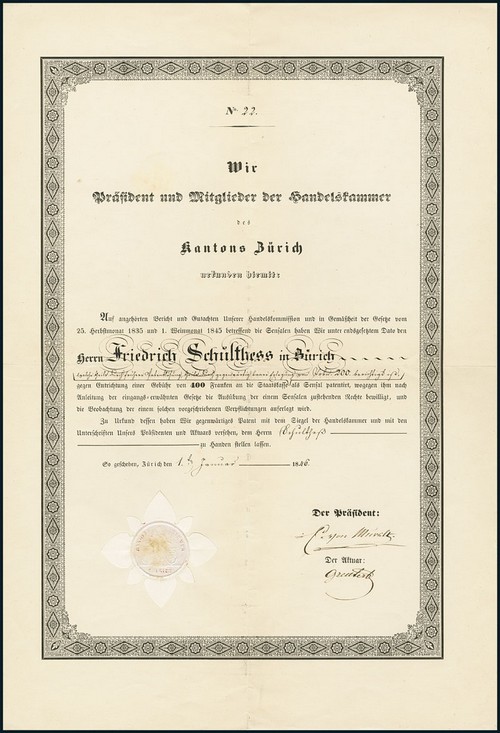 No 22.
Wir
Präsident und Mitglieder der Handelskammer
des
Kantons Zürich
urkunden hiemit:
Auf angehörten Bericht und Gutachten Unserer Handelskommission und in Gemäßheit der Gesetze vom
25. Herbstmonat 1835 und 1. Weinmonat 1845 betreffend die Sensalen haben Wir unter endsgesetztem Dato den
Herrn Friedrich Schülthess in Zürich
200
gegen Entrichtung einer Gebühr von 400 Franken an die Staatskasse als Sensal patentirt, wogegen ihm nach
Anleitung der eingangs-erwähnten Gesetze die Ausübung der einem Sensalen zustehenden Rechte bewilligt, und
die Beobachtung der einem solchen vorgeschriebenen Verpflichtungen auferlegt wird.
Zu Urkund dessen haben Wir gegenwärtiges Patent mit dem Siegel der Handelskammer und mit den
Unterschriften Unsers Präsidenten und Aktuars versehen, dem Herrn Schultheß
zu Handen stellen lassen.
So geschehen, Zürich den 1. Januar 1846.
Der Präsident:
Der Aktuar: